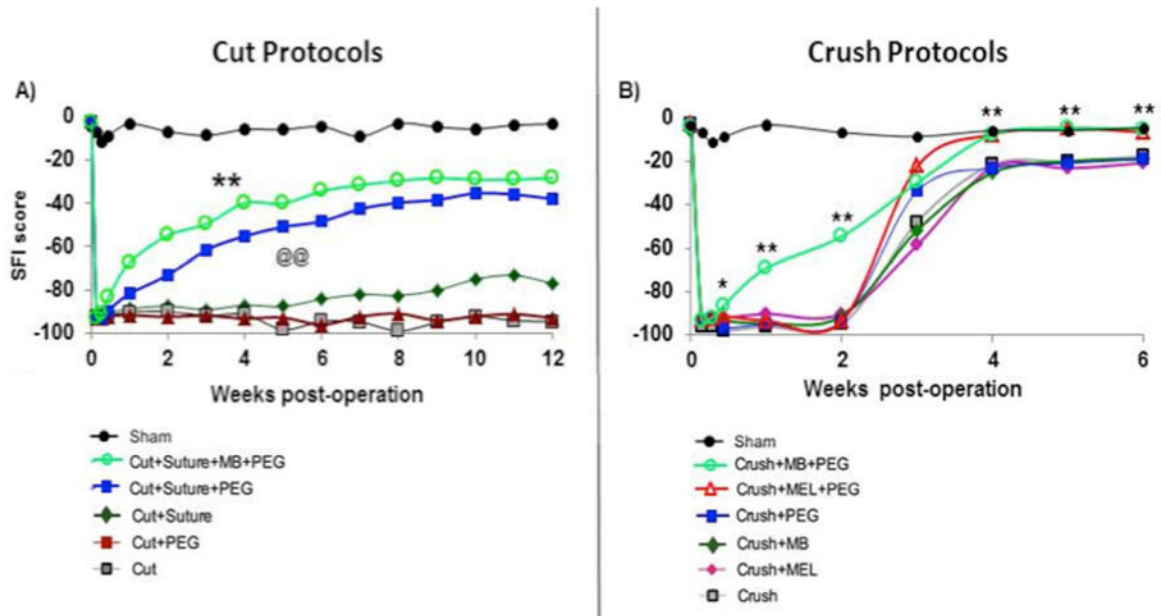 Cut Protocols
A)
0
-20
-40
-60
-80
-100
SFI score
**
@@
0 2 4 6 8 10 12
Weeks post-operation
Sham
Cut+Suture+MB+PEG
Cut+Suture+PEG
Cut+Suture
Cut+PEG
Cut
Crush Protocols
B)
0
-20
-40
-60
-80
-100
*
**
**
**
**
**
0 2 4 6
Weeks post-operation
Sham
Crush+MB+PEG
Crush+MEL+PEG
Crush+PEG
Crush+MB
Crush+MEL
Crush